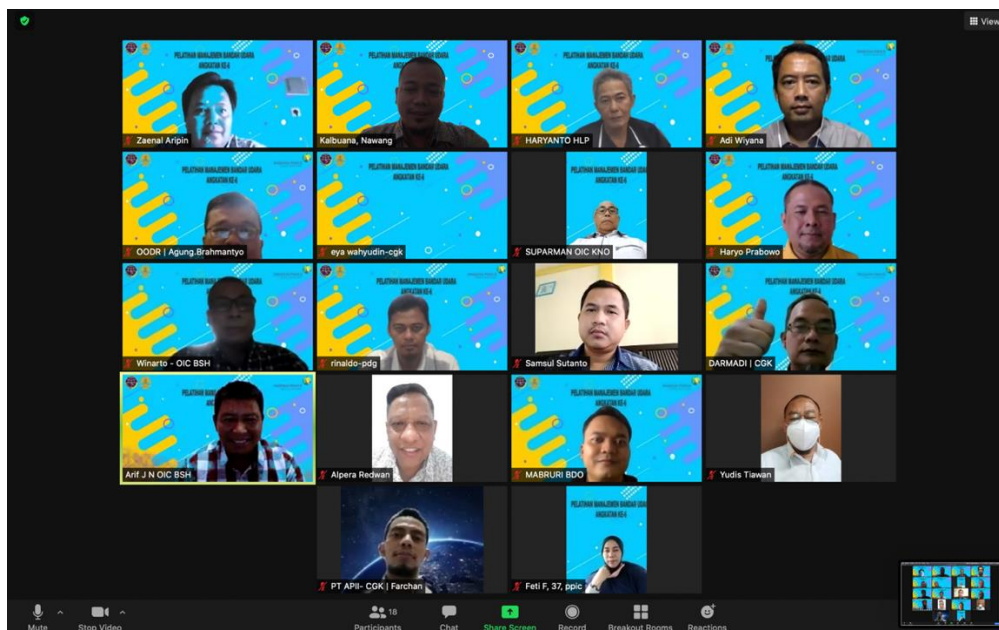 View
PELATIHAN MANAJEMEN BANDAR UDARA
ANGKATAN KE-6
Zaenal Aripin
Kalbuana, Nawang
HARYANTO HLP
Adi Wiyana
OODR | Agung.Brahmantyo
eya wahyudin-cgk
SUPARMAN OIC KNO
Haryo Prabowo
Winarto - OIC BSH
rinaldo-pdg
Samsul Sutanto
DARMADI | CGK
Arif J N OIC BSH
Alpera Redwan
MABRURI BDO
Yudis Tiawan
PT APII- CGK | Farchan
Feti F, 37, ppic
Mute
Stop Video
18
Participants
Chat
Share Screen
Record
Breakout Rooms
Reactions